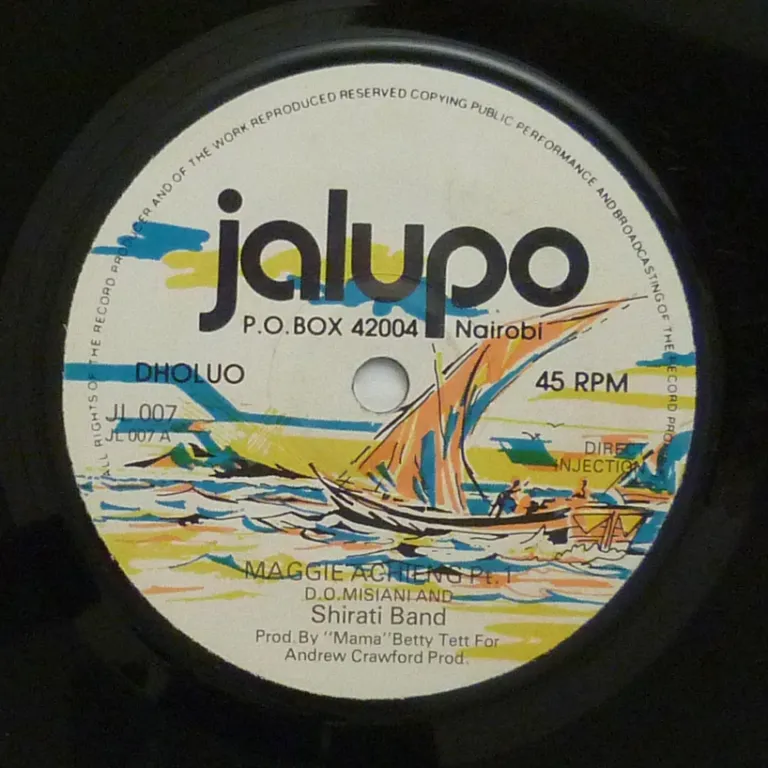 ALL RIGHTS OF THE RECORD PRODUCER AND OF THE WORK REPRODUCED RESERVED COPYING PUBLIC PERFORMANCE AND BROADCASTING OF THE RECORD PROHIBITED
jalupo
P.O.BOX 42004 Nairobi
DHOLUO
45 RPM
JL 007
JL 007 A
DIRECT
INJECTION
MAGGIE ACHIENG Pt. 1
D.O.MISIANI AND
Shirati Band
Prod. By "Mama" Betty Tett For
Andrew Crawford Prod.